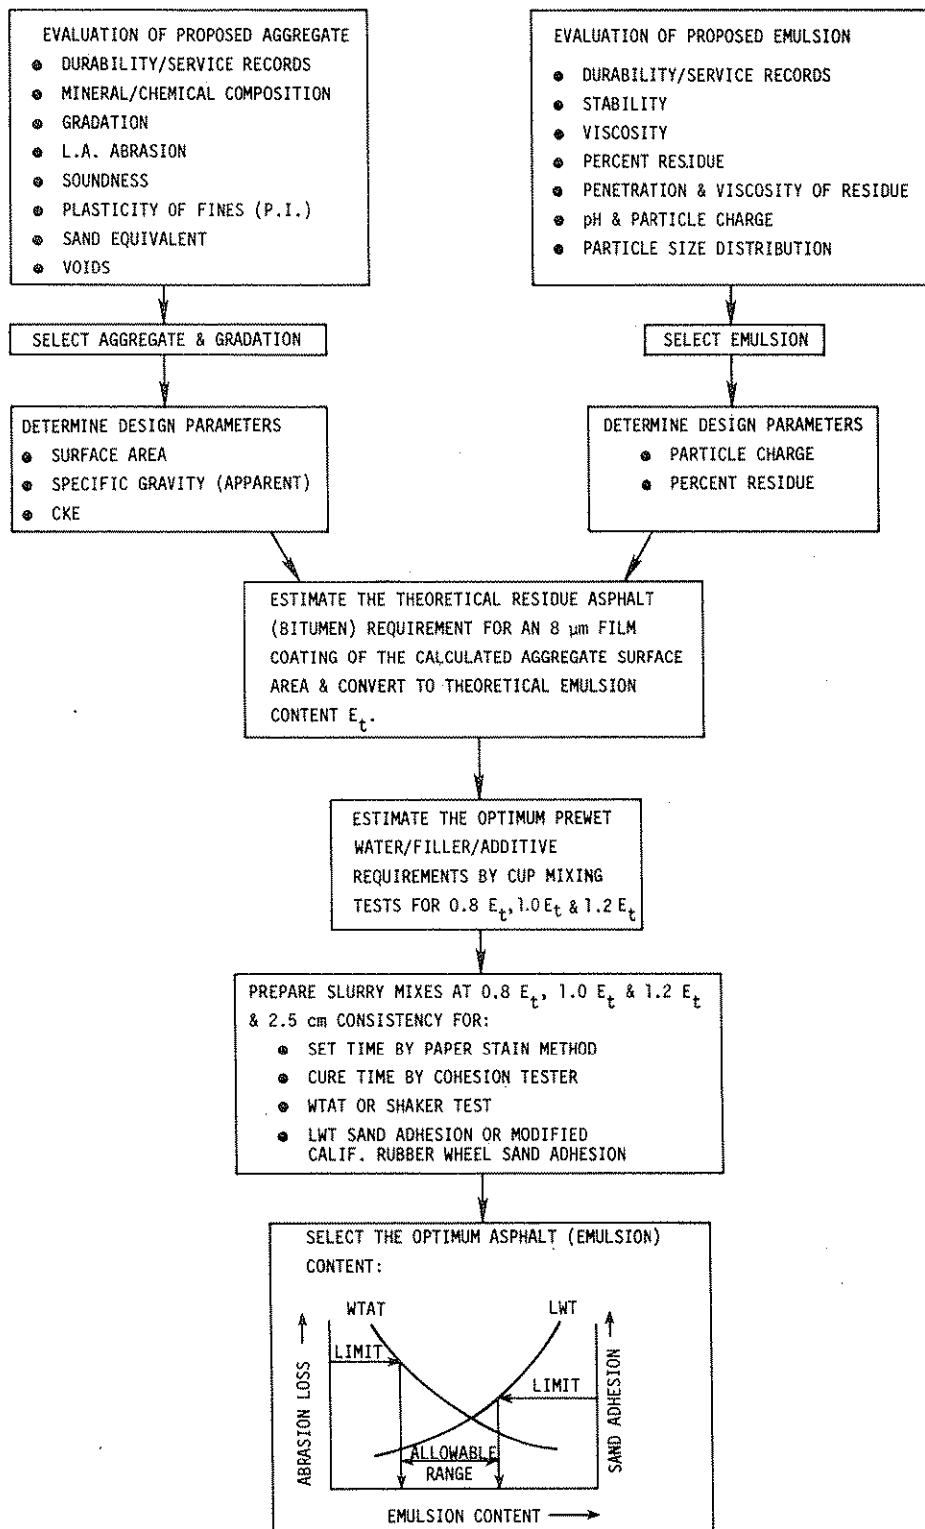 EVALUATION OF PROPOSED AGGREGATE
● DURABILITY/SERVICE RECORDS
● MINERAL/CHEMICAL COMPOSITION
● GRADATION
● L.A. ABRASION
● SOUNDNESS
● PLASTICITY OF FINES (P.I.)
● SAND EQUIVALENT
● VOIDS
EVALUATION OF PROPOSED EMULSION
● DURABILITY/SERVICE RECORDS
● STABILITY
● VISCOSITY
● PERCENT RESIDUE
● PENETRATION & VISCOSITY OF RESIDUE
● pH & PARTICLE CHARGE
● PARTICLE SIZE DISTRIBUTION
SELECT AGGREGATE & GRADATION
SELECT EMULSION
DETERMINE DESIGN PARAMETERS
● SURFACE AREA
● SPECIFIC GRAVITY (APPARENT)
● CKE
DETERMINE DESIGN PARAMETERS
● PARTICLE CHARGE
● PERCENT RESIDUE
ESTIMATE THE THEORETICAL RESIDUE ASPHALT
(BITUMEN) REQUIREMENT FOR AN 8 µm FILM
COATING OF THE CALCULATED AGGREGATE SURFACE
AREA & CONVERT TO THEORETICAL EMULSION
CONTENT Et.
ESTIMATE THE OPTIMUM PREWET
WATER/FILLER/ADDITIVE
REQUIREMENTS BY CUP MIXING
TESTS FOR 0.8 Et, 1.0 Et & 1.2 Et
PREPARE SLURRY MIXES AT 0.8 Et, 1.0 Et & 1.2 Et
& 2.5 cm CONSISTENCY FOR:
● SET TIME BY PAPER STAIN METHOD
● CURE TIME BY COHESION TESTER
● WTAT OR SHAKER TEST
● LWT SAND ADHESION OR MODIFIED
CALIF. RUBBER WHEEL SAND ADHESION
SELECT THE OPTIMUM ASPHALT (EMULSION)
CONTENT:
WTAT
LWT
LIMIT
LIMIT
ABRASION LOSS
SAND ADHESION
ALLOWABLE
RANGE
EMULSION CONTENT